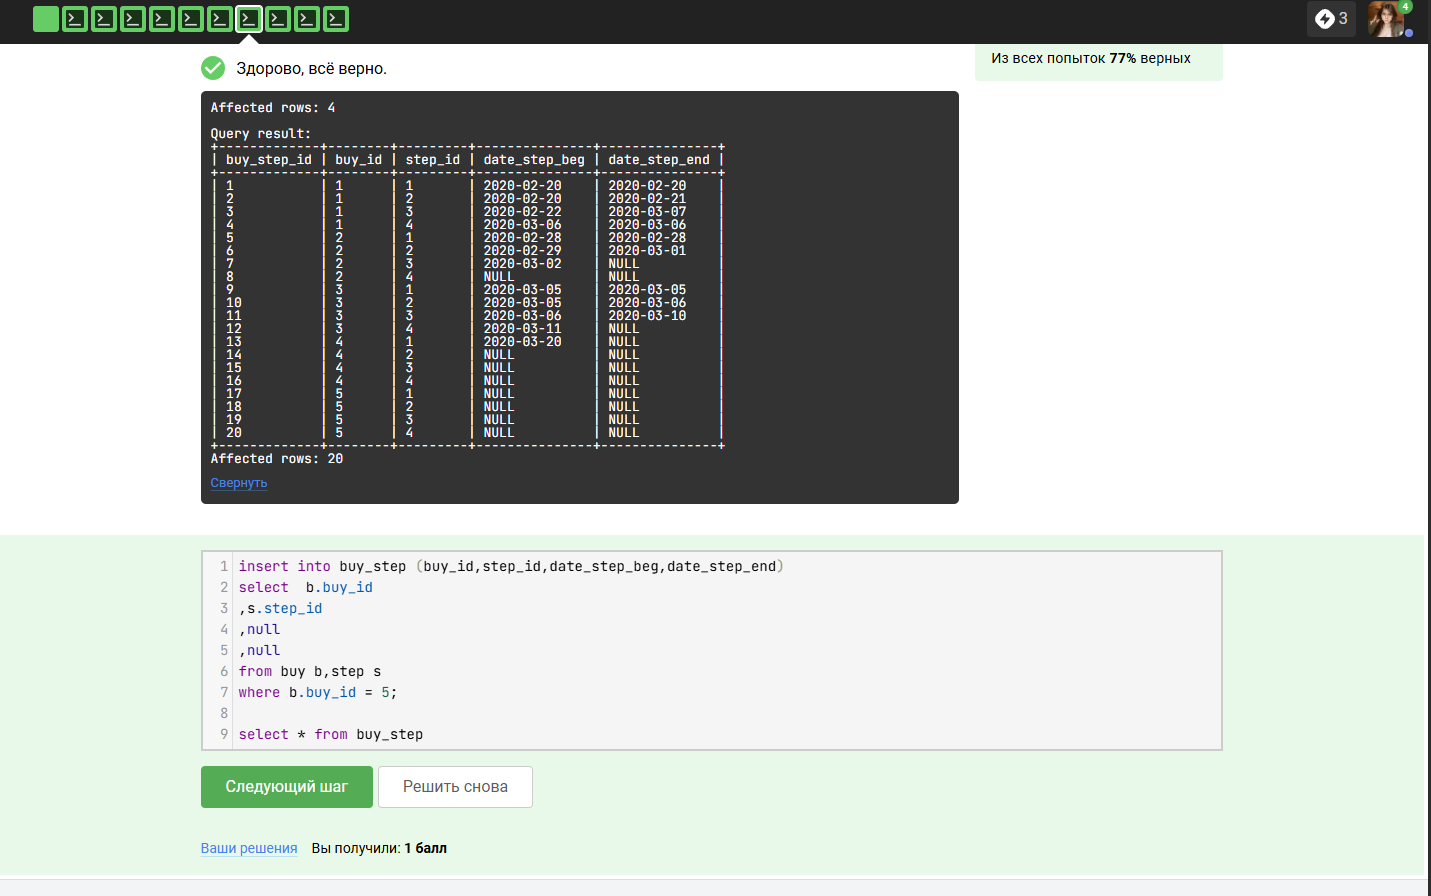 3
4
Здорово, всё верно.
Из всех попыток 77% верных
Affected rows: 4
Query result:
+-------------+--------+---------+---------------+---------------+
| buy_step_id | buy_id | step_id | date_step_beg | date_step_end |
+-------------+--------+---------+---------------+---------------+
| 1           | 1      | 1       | 2020-02-20    | 2020-02-20    |
| 2           | 1      | 2       | 2020-02-20    | 2020-02-21    |
| 3           | 1      | 3       | 2020-02-22    | 2020-03-07    |
| 4           | 1      | 4       | 2020-03-06    | 2020-03-06    |
| 5           | 2      | 1       | 2020-02-28    | 2020-02-28    |
| 6           | 2      | 2       | 2020-02-29    | 2020-03-01    |
| 7           | 2      | 3       | 2020-03-02    | NULL          |
| 8           | 2      | 4       | NULL          | NULL          |
| 9           | 3      | 1       | 2020-03-05    | 2020-03-05    |
| 10          | 3      | 2       | 2020-03-05    | 2020-03-06    |
| 11          | 3      | 3       | 2020-03-06    | 2020-03-10    |
| 12          | 3      | 4       | 2020-03-11    | NULL          |
| 13          | 4      | 1       | 2020-03-20    | NULL          |
| 14          | 4      | 2       | NULL          | NULL          |
| 15          | 4      | 3       | NULL          | NULL          |
| 16          | 4      | 4       | NULL          | NULL          |
| 17          | 5      | 1       | NULL          | NULL          |
| 18          | 5      | 2       | NULL          | NULL          |
| 19          | 5      | 3       | NULL          | NULL          |
| 20          | 5      | 4       | NULL          | NULL          |
+-------------+--------+---------+---------------+---------------+
Affected rows: 20
Свернуть
1 insert into buy_step (buy_id,step_id,date_step_beg,date_step_end)
2 select  b.buy_id
3 ,s.step_id
4 ,null
5 ,null
6 from buy b,step s
7 where b.buy_id = 5;
8
9 select * from buy_step
Следующий шаг Решить снова
Ваши решения Вы получили: 1 балл